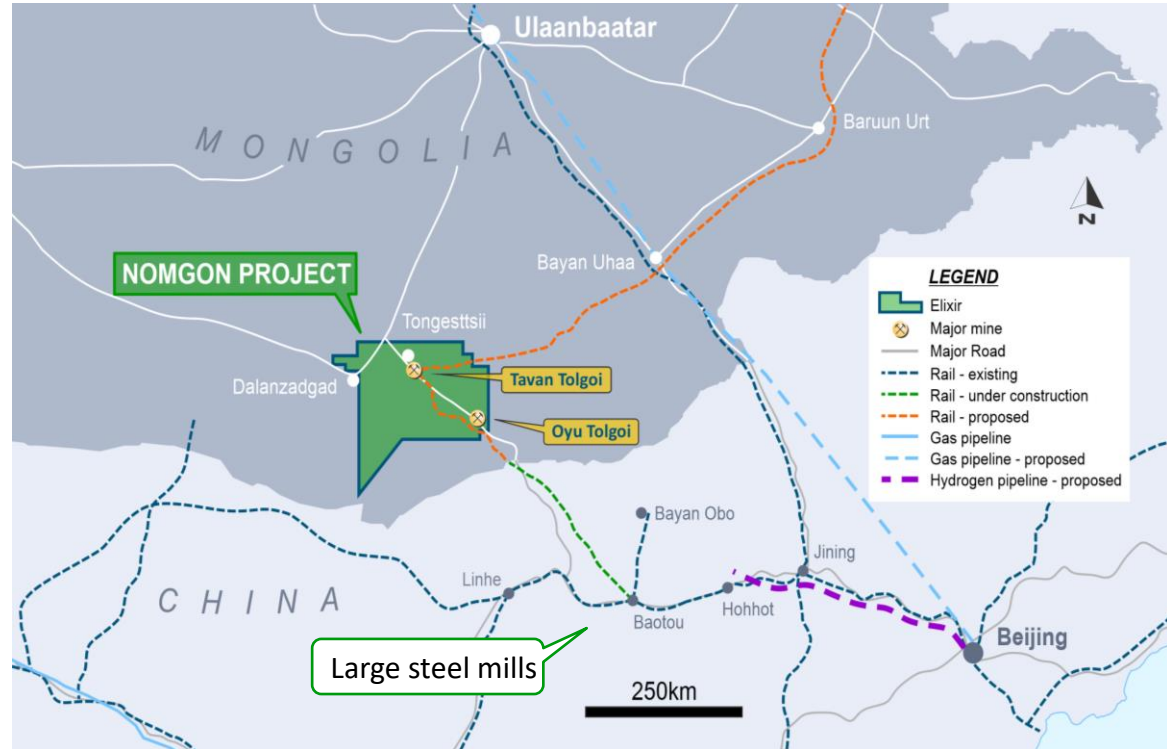 Ulaanbaatar
MONGOLIA
Baruun Urt
N
NOMGON PROJECT
Bayan Uhaa
Tongesttsii
Dalanzadgad
Tavan Tolgoi
Oyu Tolgoi
LEGEND
Elixir
Major mine
Major Road
Rail - existing
Rail - under construction
Rail - proposed
Gas pipeline
Gas pipeline - proposed
Hydrogen pipeline - proposed
Bayan Obo
CHINA
Linhe
Baotou
Hohhot
Jining
Beijing
Large steel mills
250km